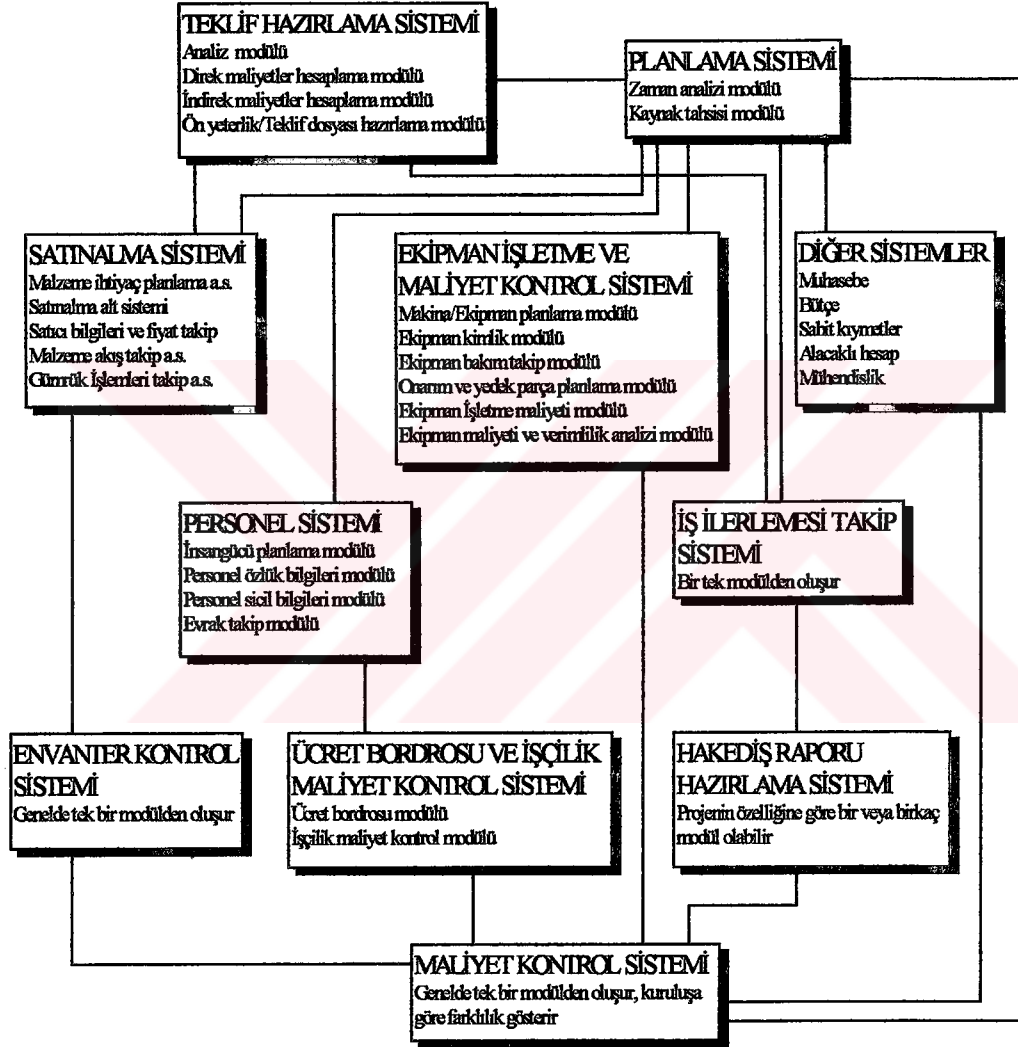 TEKLİF HAZIRLAMA SİSTEMİ
Analiz modülü
Direk maliyetler hesaplama modülü
İndirek maliyetler hesaplama modülü
Ön yeterlik/Teklif dosyası hazırlama modülü
PLANLAMA SİSTEMİ
Zaman analizi modülü
Kaynak tahsisi modülü
SATINALMA SİSTEMİ
Malzeme ihtiyaç planlama a.s.
Satınalma alt sistemi
Satıcı bilgileri ve fiyat takip
Malzeme akış takip a.s.
Gümrük İşlemleri takip a.s.
EKİPMAN İŞLETME VE
MALİYET KONTROL SİSTEMİ
Makina/Ekipman planlama modülü
Ekipman kimlik modülü
Ekipman bakım takip modülü
Onarım ve yedek parça planlama modülü
Ekipman İşletme maliyeti modülü
Ekipman maliyeti ve verimlilik analizi modülü
DİĞER SİSTEMLER
Muhasebe
Bütçe
Sabit kıymetler
Alacaklı hesap
Mühendislik
PERSONEL SİSTEMİ
İnsangücü planlama modülü
Personel özlük bilgileri modülü
Personel sicil bilgileri modülü
Evrak takip modülü
İŞ İLERLEMESİ TAKİP
SİSTEMİ
Bir tek modülden oluşur
ENVANTER KONTROL
SİSTEMİ
Genelde tek bir modülden oluşur
ÜCRET BORDROSU VE İŞÇİLİK
MALİYET KONTROL SİSTEMİ
Ücret bordrosu modülü
İşçilik maliyet kontrol modülü
HAKEDİŞ RAPORU
HAZIRLAMA SİSTEMİ
Projenin özelliğine göre bir veya birkaç
modül olabilir
MALİYET KONTROL SİSTEMİ
Genelde tek bir modülden oluşur, kuruluşa
göre farklılık gösterir